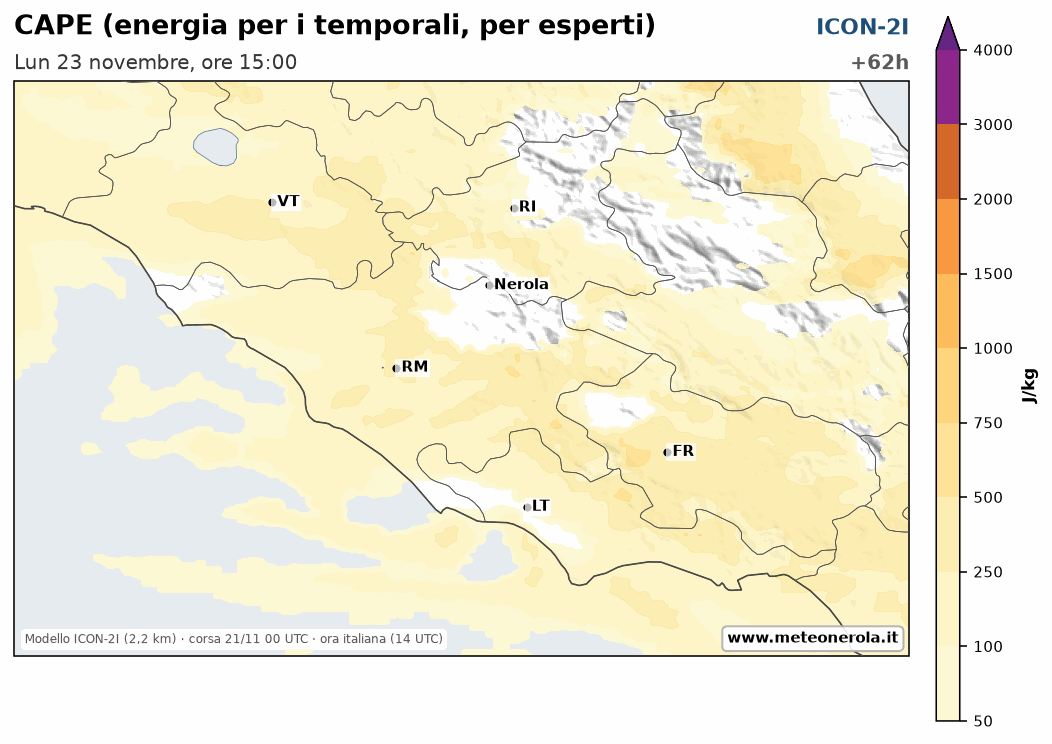 CAPE (energia per i temporali, per esperti)
ICON-2I
Lun 23 novembre, ore 15:00
+62h
4000
3000
2000
1500
1000
750
500
250
100
50
J/kg
VT
RI
Nerola
RM
FR
LT
Modello ICON-2I (2,2 km) · corsa 21/11 00 UTC · ora italiana (14 UTC)
www.meteonerola.it